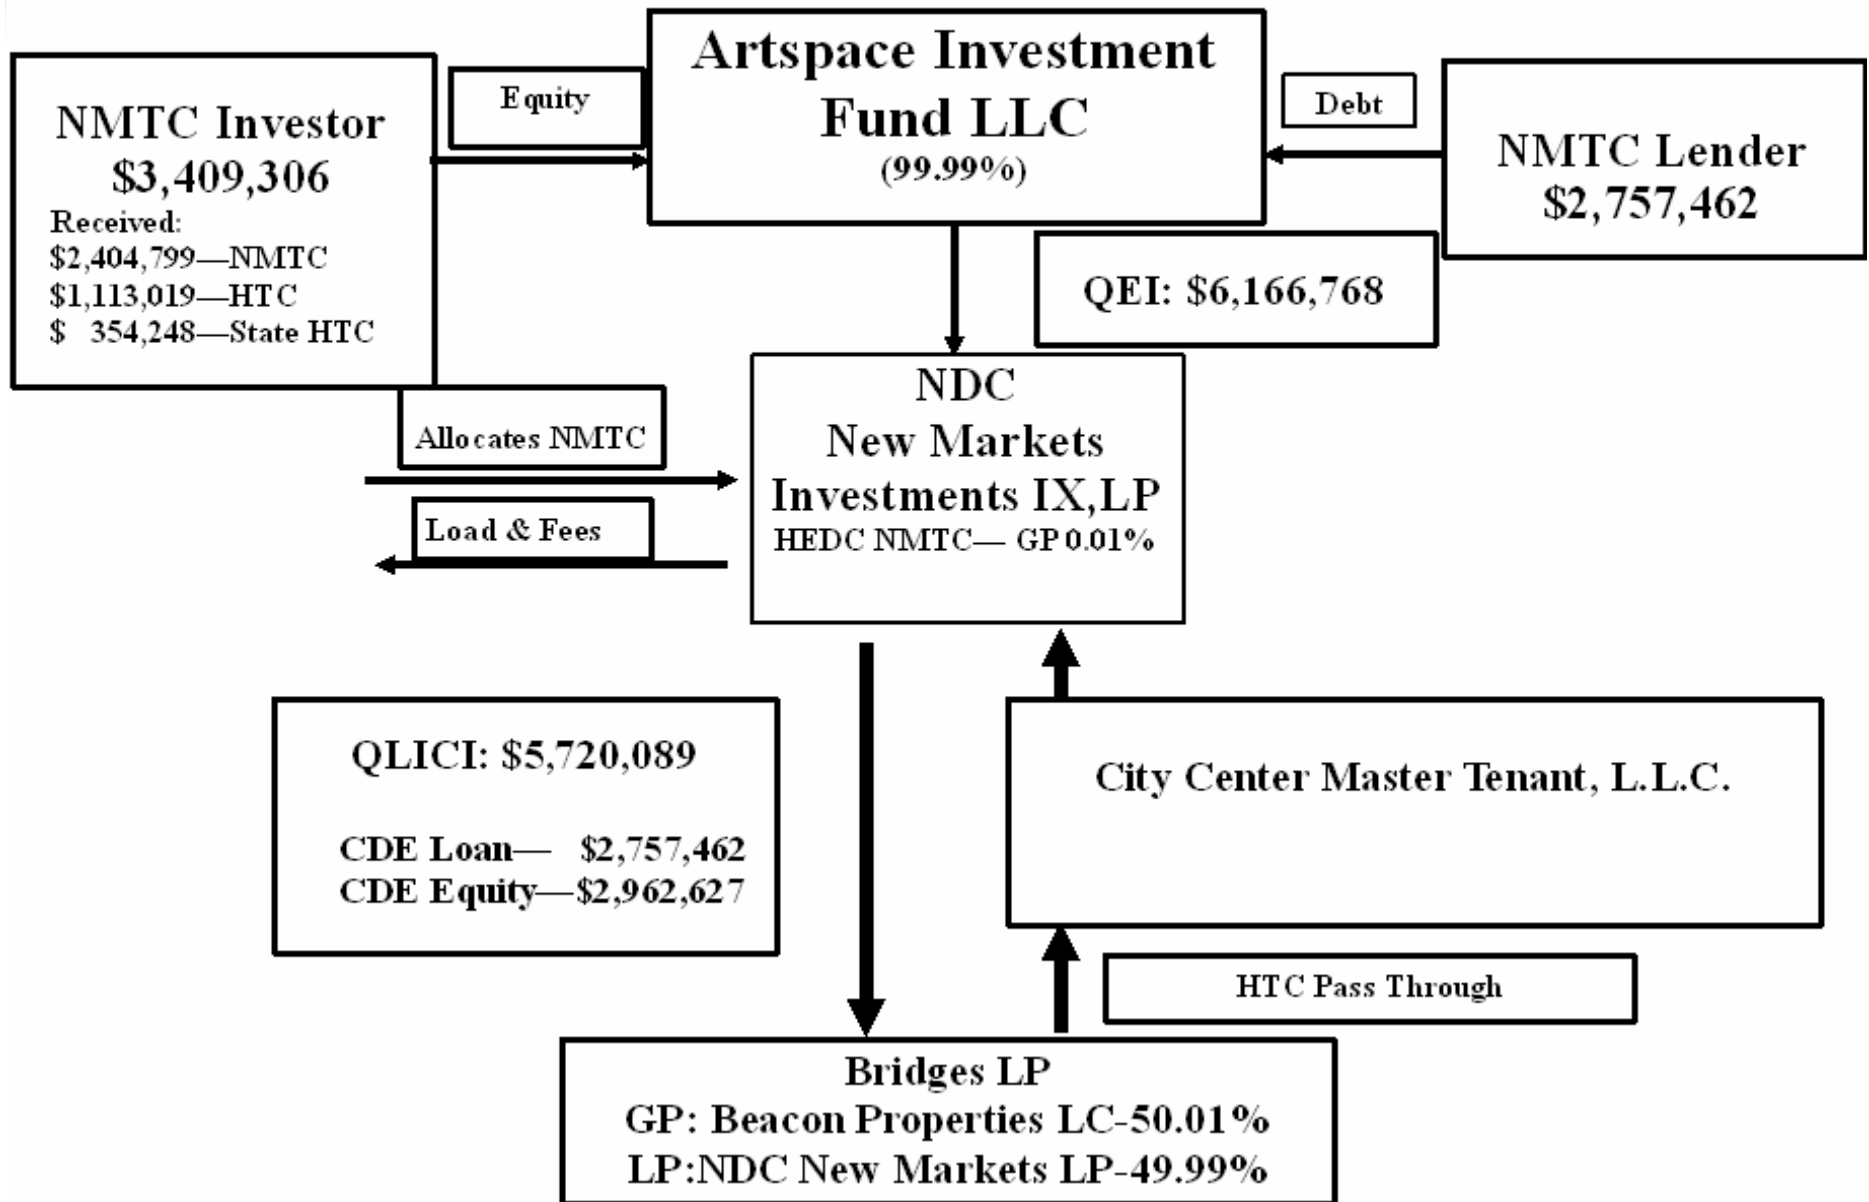 Artspace Investment
Fund LLC
(99.99%)
Equity
Debt
NMTC Investor
$3,409,306
Received:
$2,404,799—NMTC
$1,113,019—HTC
$ 354,248—State HTC
NMTC Lender
$2,757,462
QEI: $6,166,768
NDC
New Markets
Investments IX,LP
HEDC NMTC— GP 0.01%
Allocates NMTC
Load & Fees
QLICI: $5,720,089
CDE Loan— $2,757,462
CDE Equity—$2,962,627
City Center Master Tenant, L.L.C.
HTC Pass Through
Bridges LP
GP: Beacon Properties LC-50.01%
LP:NDC New Markets LP-49.99%